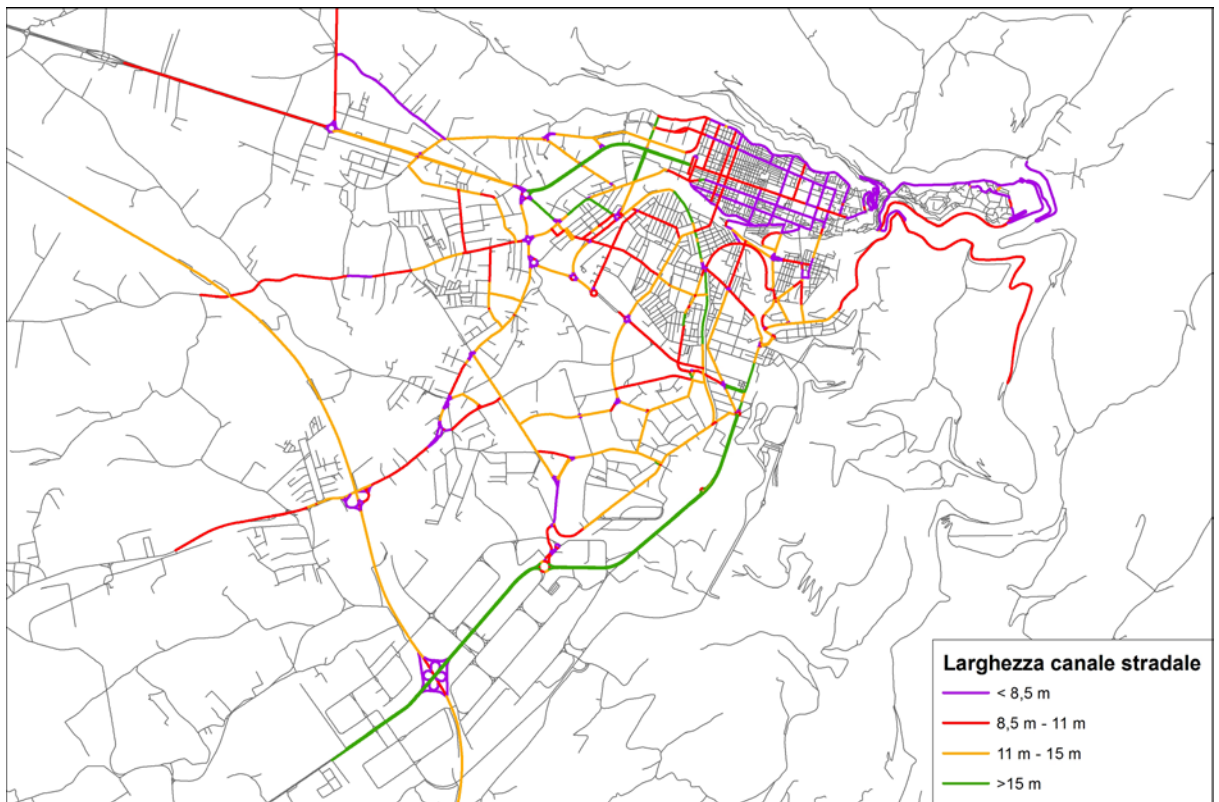 Larghezza canale stradale
< 8,5 m
8,5 m - 11 m
11 m - 15 m
>15 m